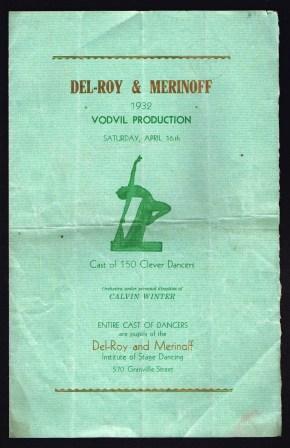 DEL-ROY & MERINOFF
1932
VODVIL PRODUCTION
SATURDAY, APRIL 16th
Cast of 150 Clever Dancers
Orchestra under personal direction of
CALVIN WINTER
ENTIRE CAST OF DANCERS
are pupils of the
Del-Roy and Merinoff
Institute of Stage Dancing
570 Granville Street